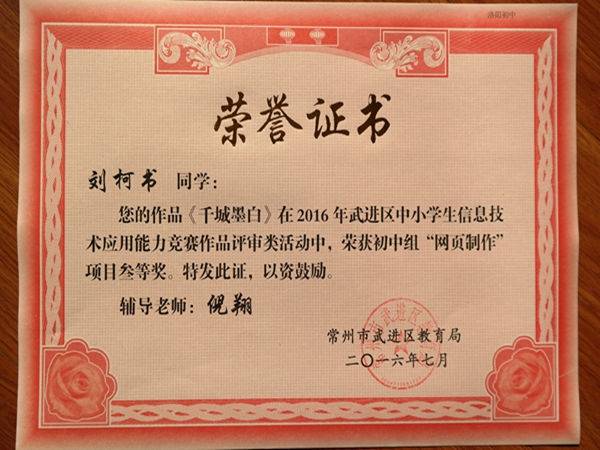 洛阳初中
荣誉证书
刘柯书 同学:
您的作品《千城墨白》在2016年武进区中小学生信息技
术应用能力竞赛作品评审类活动中,荣获初中组“网页制作”
项目叁等奖。特发此证,以资鼓励。
辅导老师:倪翔
常州市武进区教育局
二〇一六年七月